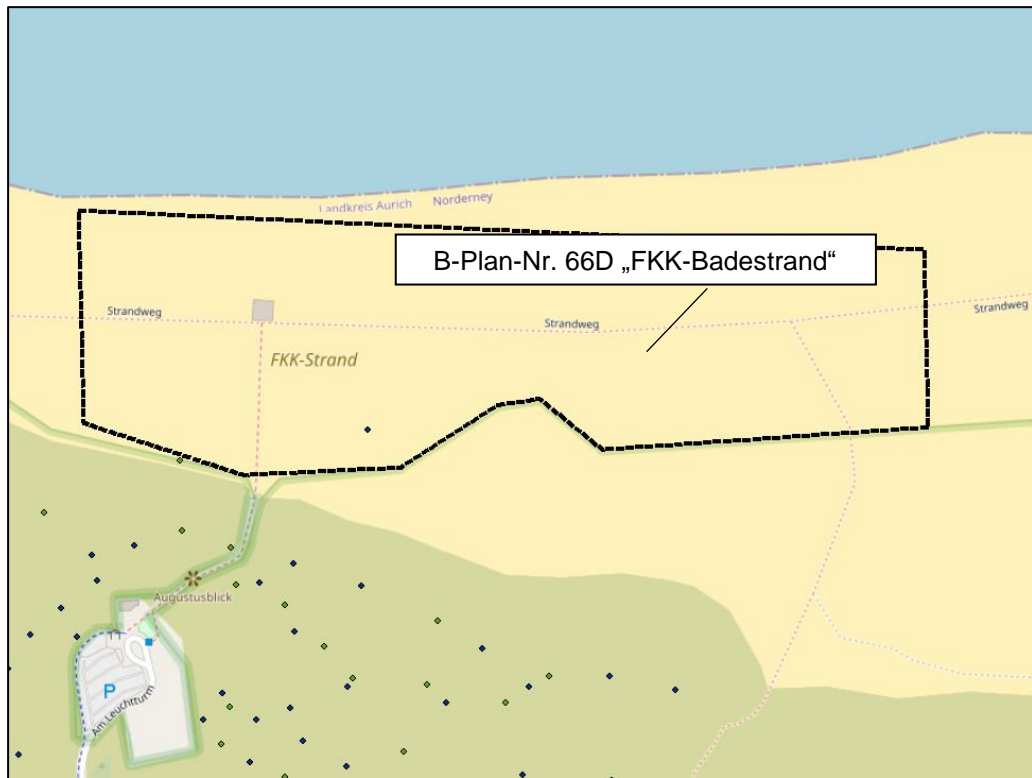 Landkreis Aurich
Norderney
B-Plan-Nr. 66D „FKK-Badestrand“
Strandweg
Strandweg
Strandweg
FKK-Strand
Augustusblick
P
Am Leuchtturm